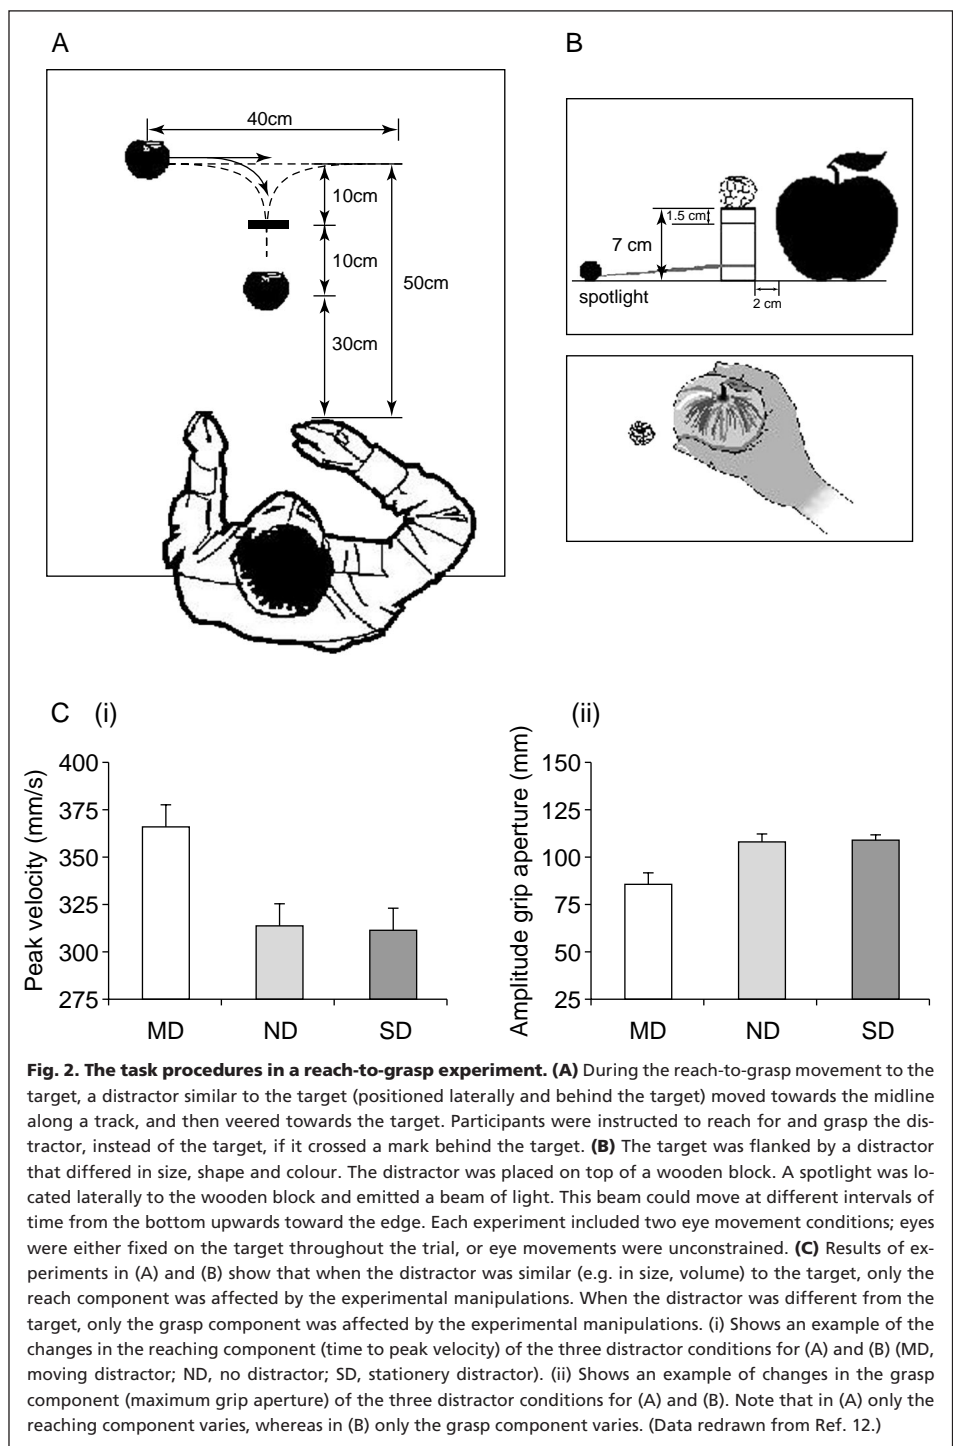 A
B
40cm
10cm
10cm
50cm
30cm
1.5 cm
7 cm
spotlight
2 cm
C (i)
(ii)
Peak velocity (mm/s)
400
375
350
325
300
275
MD ND SD
Amplitude grip aperture (mm)
150
125
100
75
50
25
MD ND SD
Fig. 2. The task procedures in a reach-to-grasp experiment. (A) During the reach-to-grasp movement to the
target, a distractor similar to the target (positioned laterally and behind the target) moved towards the midline
along a track, and then veered towards the target. Participants were instructed to reach for and grasp the dis-
tractor, instead of the target, if it crossed a mark behind the target. (B) The target was flanked by a distractor
that differed in size, shape and colour. The distractor was placed on top of a wooden block. A spotlight was lo-
cated laterally to the wooden block and emitted a beam of light. This beam could move at different intervals of
time from the bottom upwards toward the edge. Each experiment included two eye movement conditions; eyes
were either fixed on the target throughout the trial, or eye movements were unconstrained. (C) Results of ex-
periments in (A) and (B) show that when the distractor was similar (e.g. in size, volume) to the target, only the
reach component was affected by the experimental manipulations. When the distractor was different from the
target, only the grasp component was affected by the experimental manipulations. (i) Shows an example of the
changes in the reaching component (time to peak velocity) of the three distractor conditions for (A) and (B) (MD,
moving distractor; ND, no distractor; SD, stationery distractor). (ii) Shows an example of changes in the grasp
component (maximum grip aperture) of the three distractor conditions for (A) and (B). Note that in (A) only the
reaching component varies, whereas in (B) only the grasp component varies. (Data redrawn from Ref. 12.)